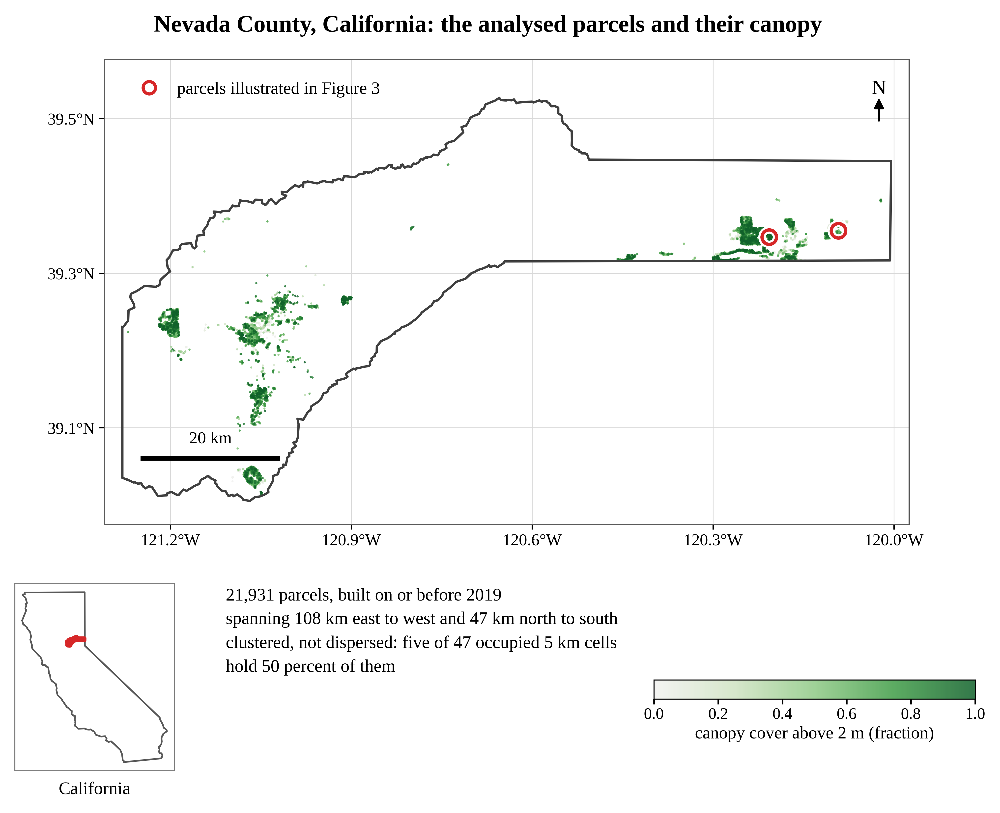 Nevada County, California: the analysed parcels and their canopy
parcels illustrated in Figure 3
N
39.5°N
39.3°N
39.1°N
20 km
121.2°W
120.9°W
120.6°W
120.3°W
120.0°W
21,931 parcels, built on or before 2019
spanning 108 km east to west and 47 km north to south
clustered, not dispersed: five of 47 occupied 5 km cells
hold 50 percent of them
0.0
0.2
0.4
0.6
0.8
1.0
canopy cover above 2 m (fraction)
California